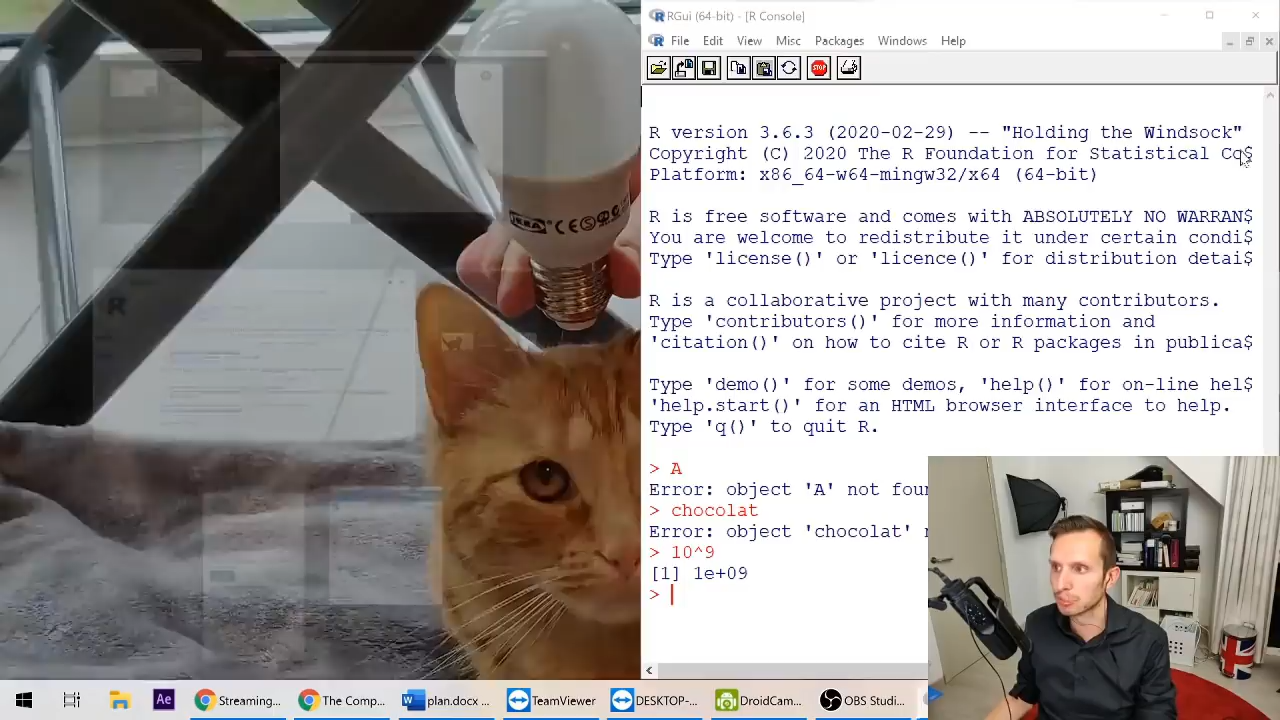 RGui (64-bit) - [R Console]
File Edit View Misc Packages Windows Help
STOP
R version 3.6.3 (2020-02-29) -- "Holding the Windsock"
Copyright (C) 2020 The R Foundation for Statistical Co$
Platform: x86_64-w64-mingw32/x64 (64-bit)
R is free software and comes with ABSOLUTELY NO WARRAN$
You are welcome to redistribute it under certain condi$
Type 'license()' or 'licence()' for distribution detai$
R is a collaborative project with many contributors.
Type 'contributors()' for more information and
'citation()' on how to cite R or R packages in publica$
Type 'demo()' for some demos, 'help()' for on-line hel$
'help.start()' for an HTML browser interface to help.
Type 'q()' to quit R.
> A
Error: object 'A' not foun
> chocolat
Error: object 'chocolat' n
> 10^9
[1] 1e+09
>
IKEA CE
Ae Streaming... The Comp... plan.docx ... TeamViewer DESKTOP-... DroidCam... OBS Studi...